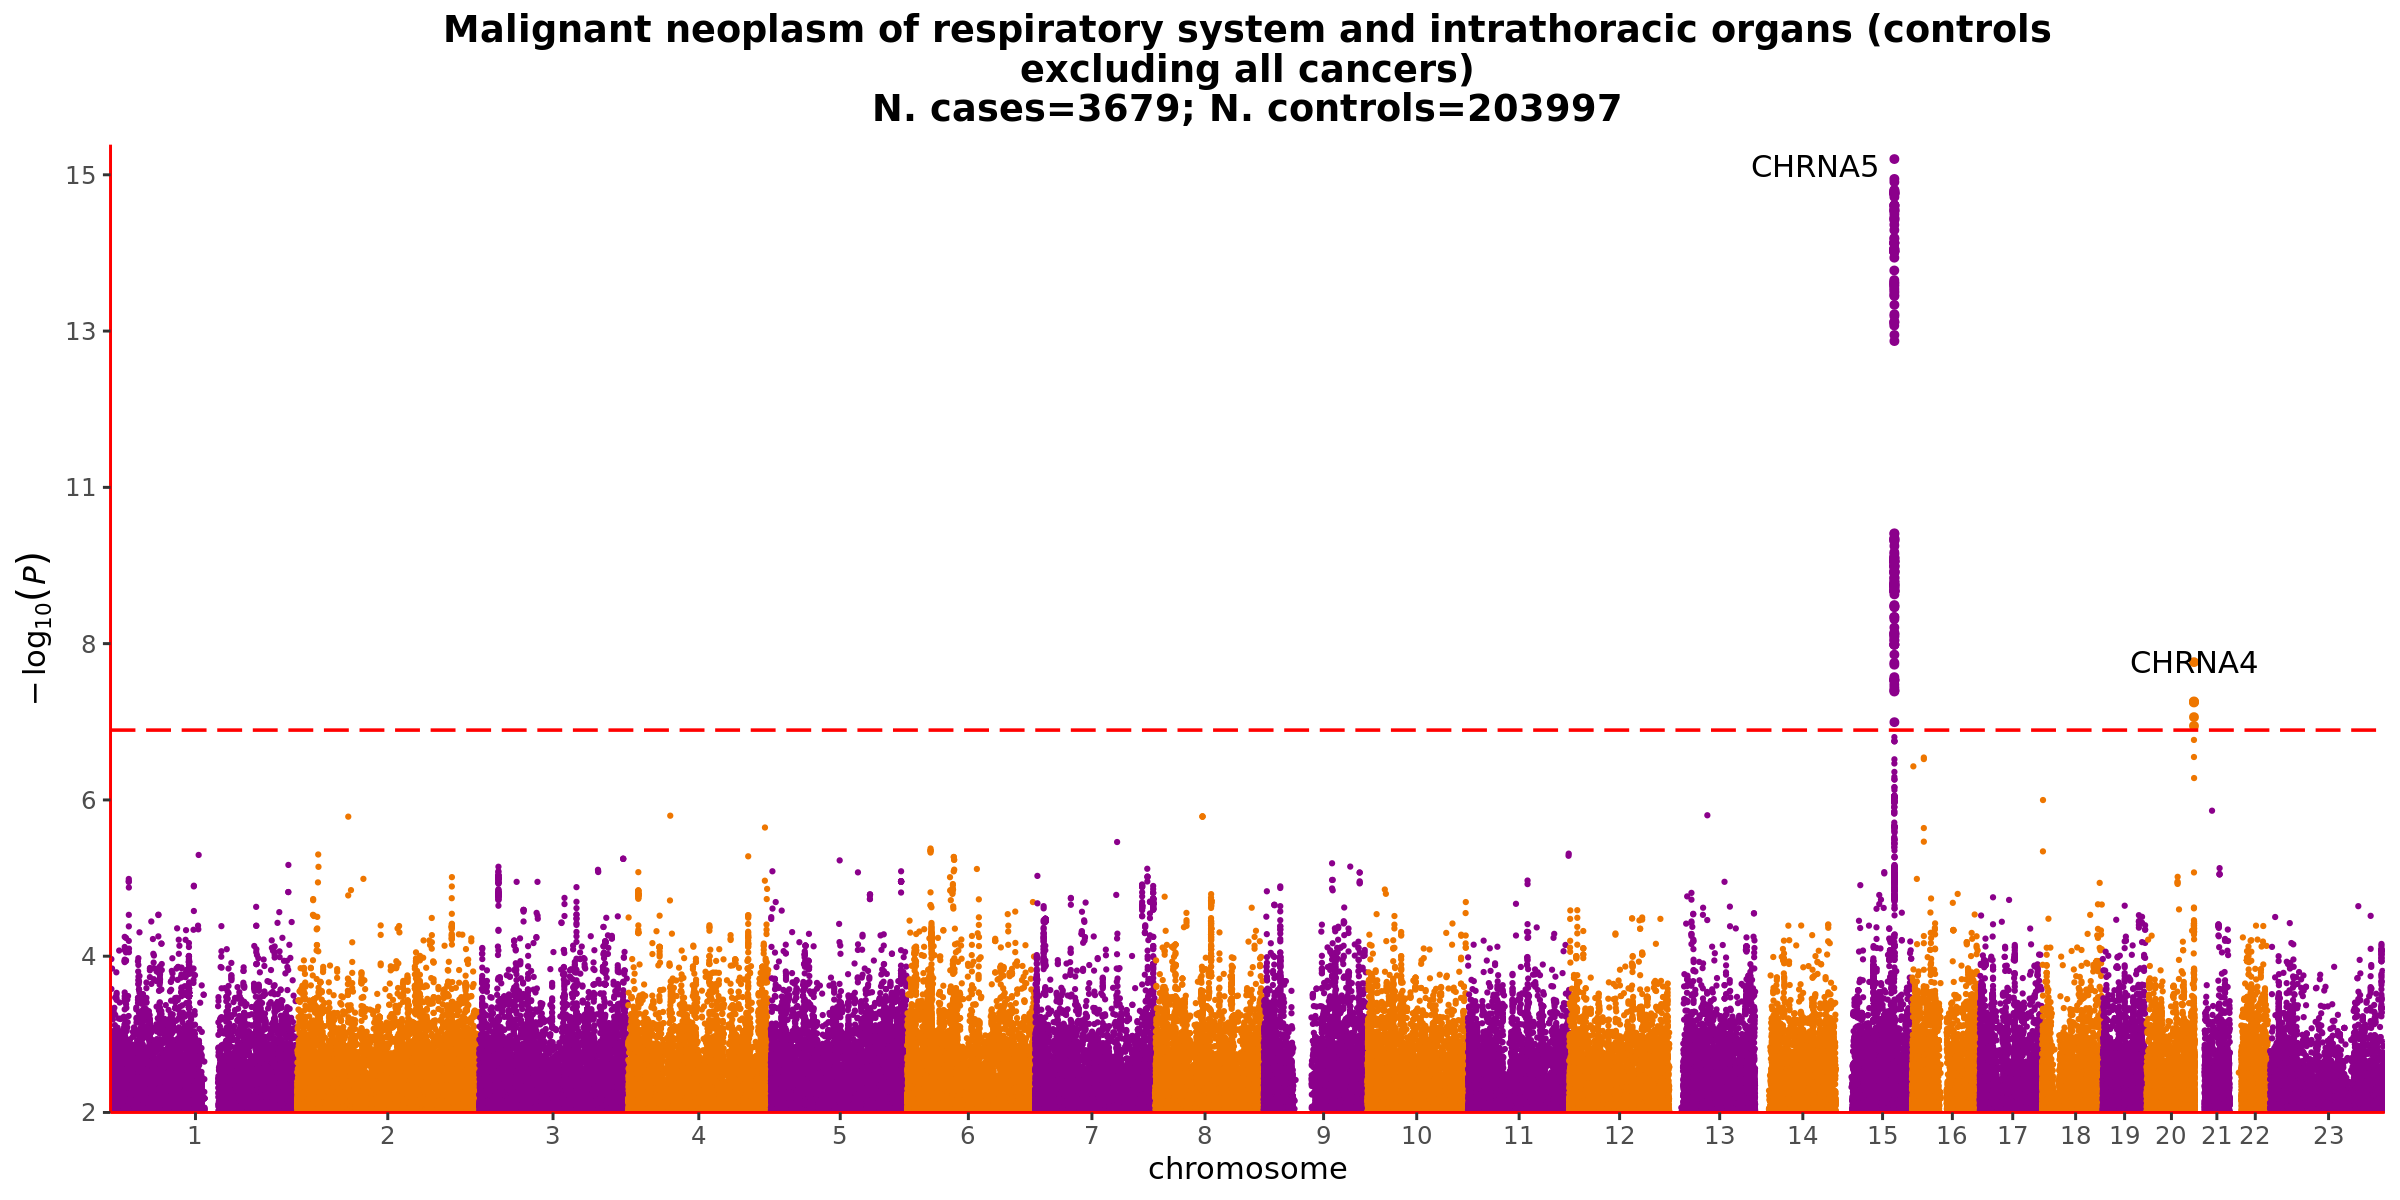 Malignant neoplasm of respiratory system and intrathoracic organs (controls
excluding all cancers)
N. cases=3679; N. controls=203997
15
CHRNA5
13
11
8
CHRNA4
6
4
2
−log10(P)
1 2 3 4 5 6 7 8 9 10 11 12 13 14 15 16 17 18 19 20 21 22 23
chromosome